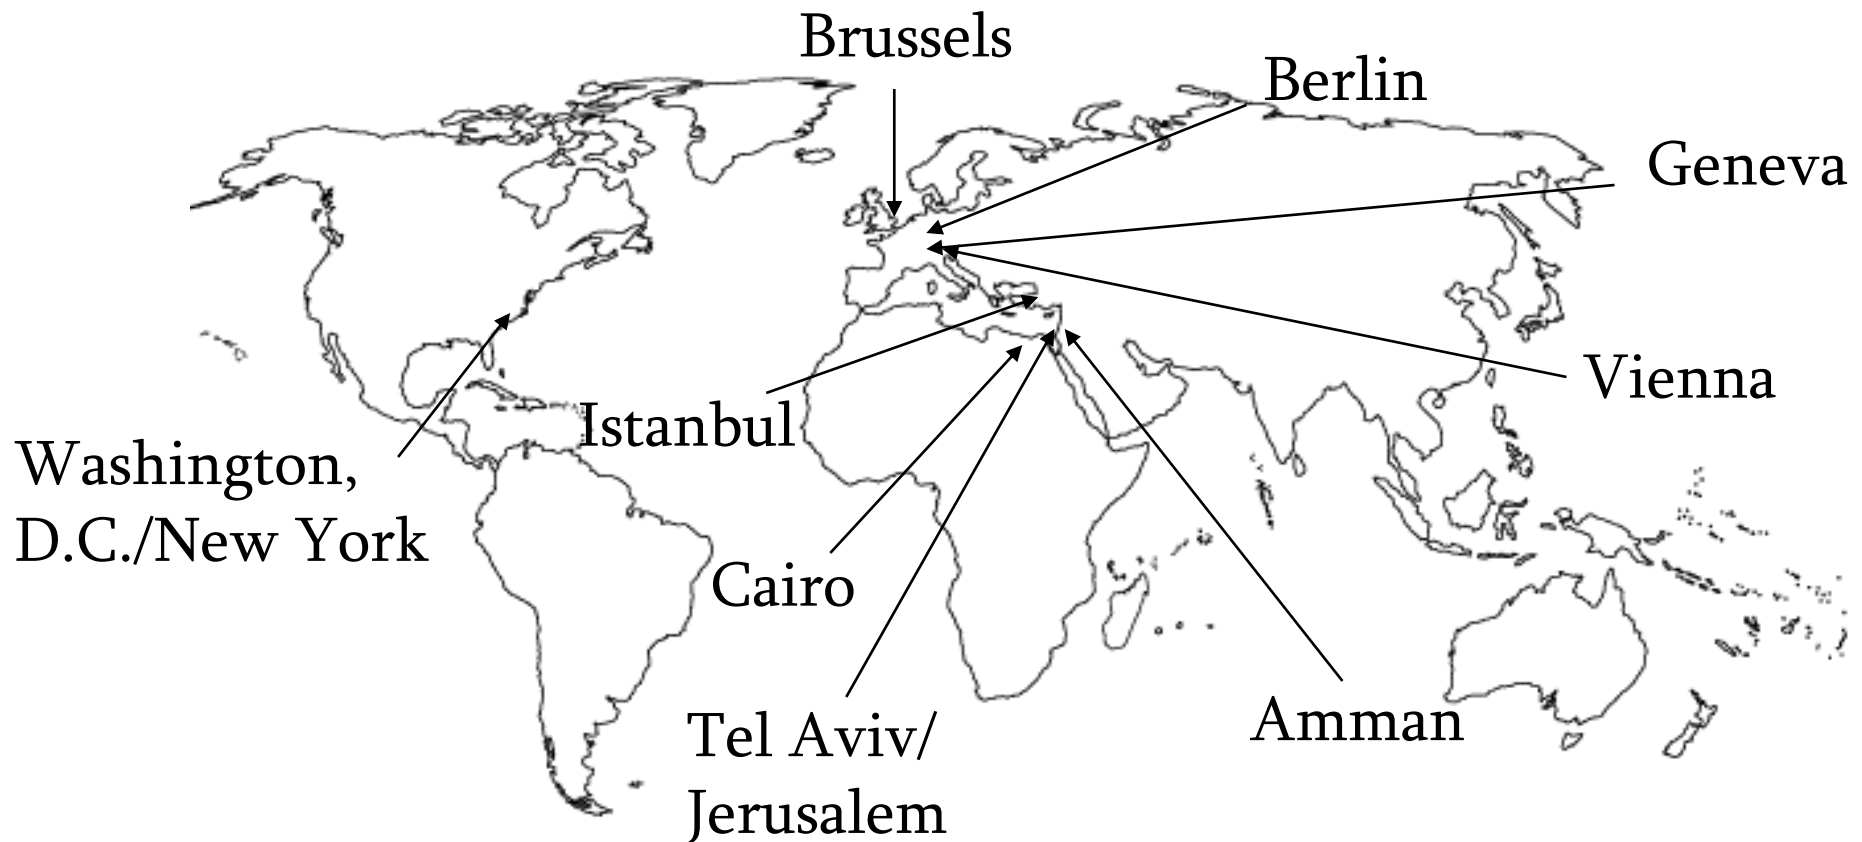 Brussels
Berlin
Geneva
Vienna
Istanbul
Washington,
D.C./New York
Cairo
Tel Aviv/
Jerusalem
Amman